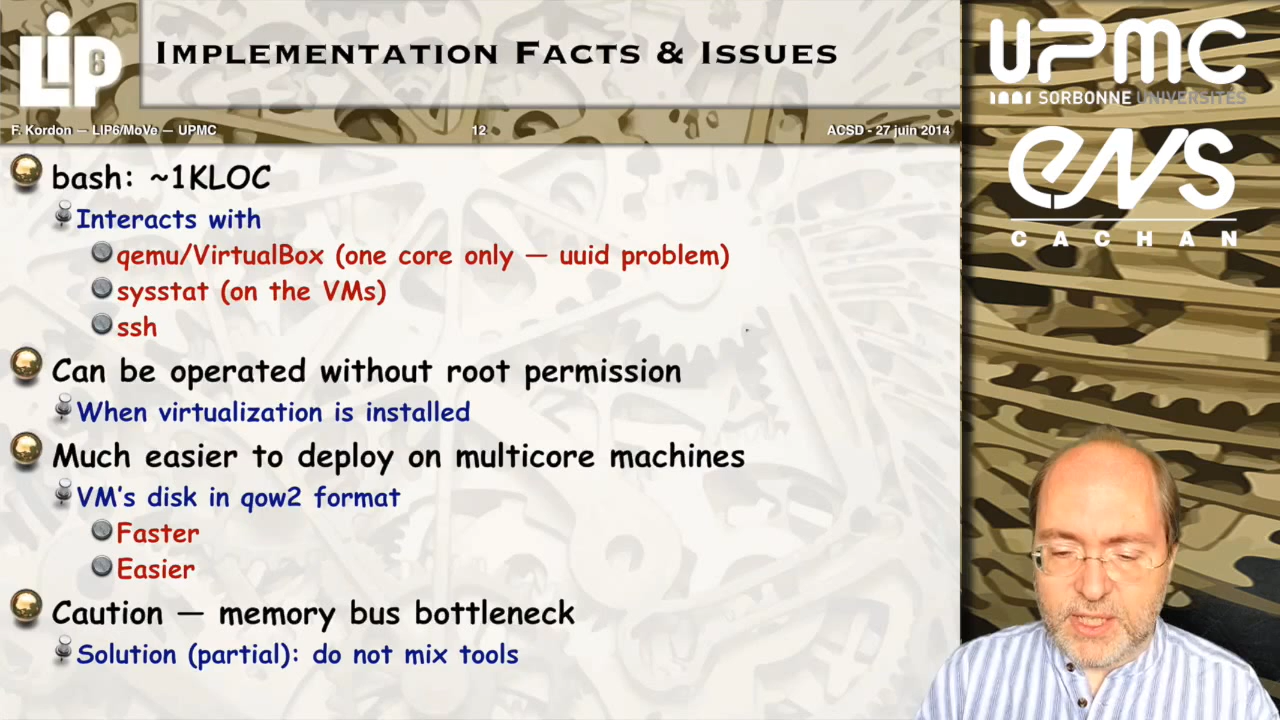 LIP6
IMPLEMENTATION FACTS & ISSUES
F. Kordon — LIP6/MoVe — UPMC
12
ACSD - 27 juin 2014
bash: ~1KLOC
Interacts with
qemu/VirtualBox (one core only — uuid problem)
sysstat (on the VMs)
ssh
Can be operated without root permission
When virtualization is installed
Much easier to deploy on multicore machines
VM's disk in qow2 format
Faster
Easier
Caution — memory bus bottleneck
Solution (partial): do not mix tools
UPMC
SORBONNE UNIVERSITÉS
ENS
CACHAN